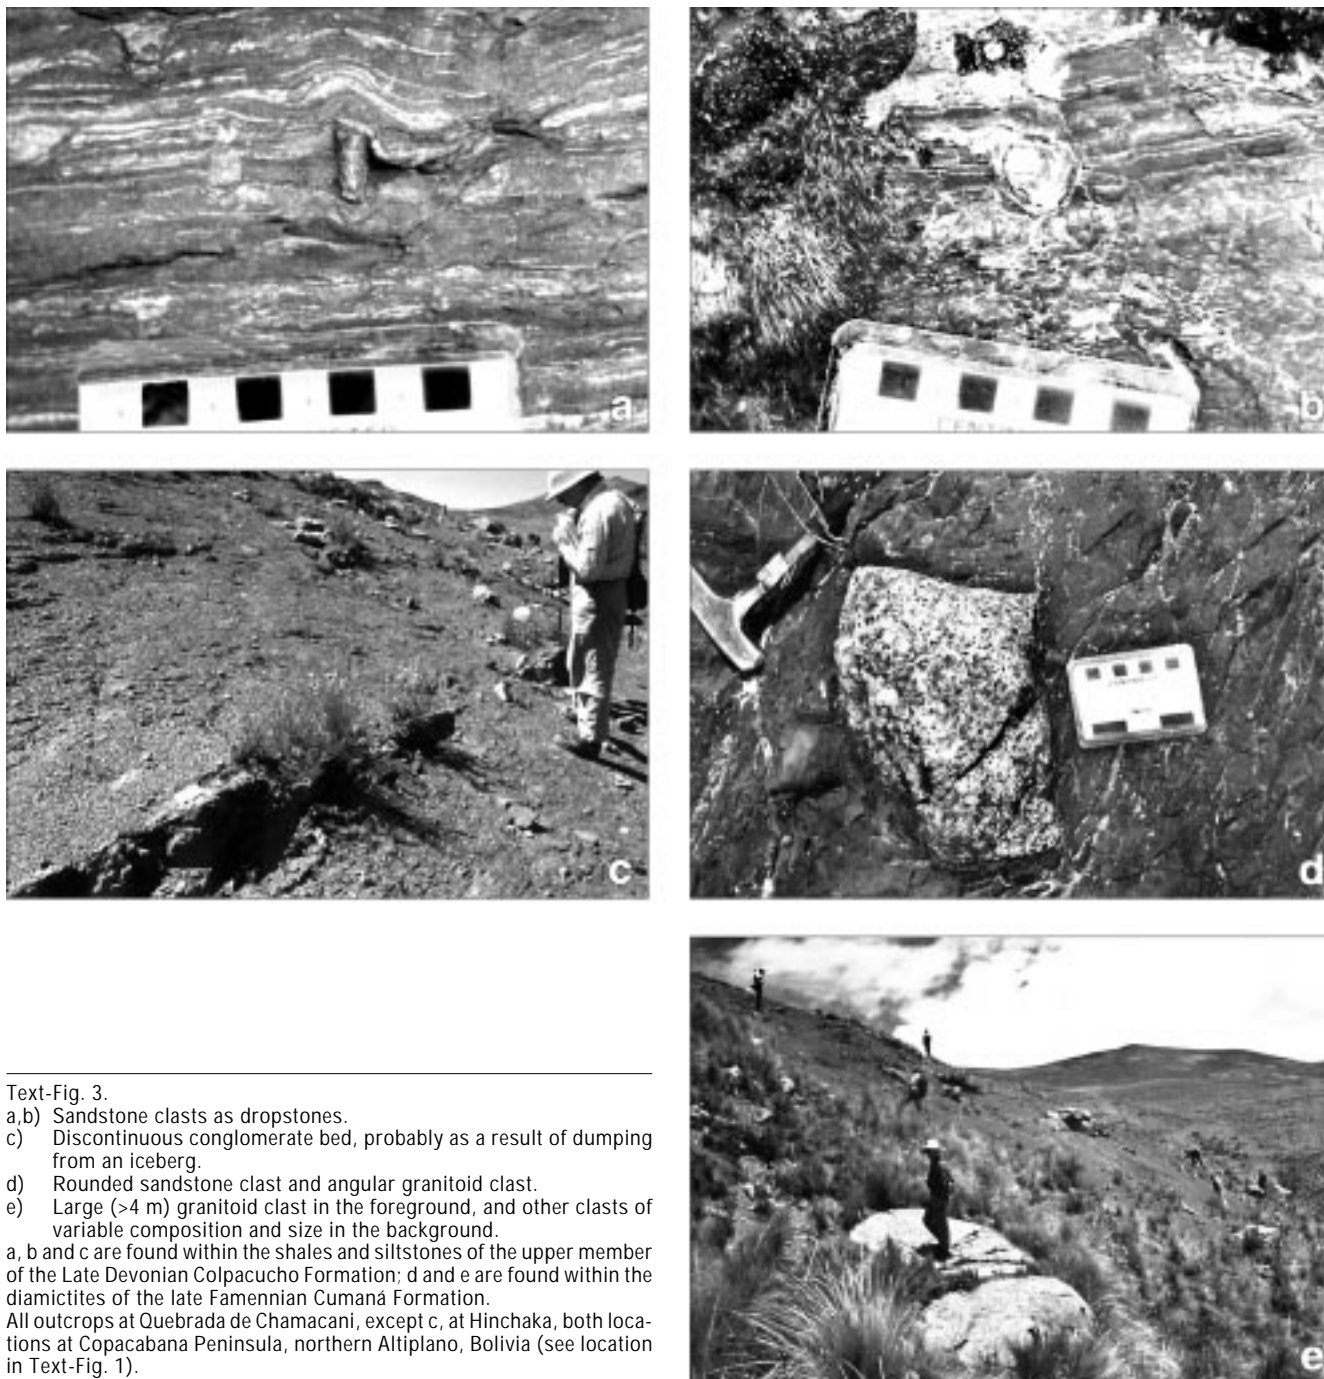 a
b
c
d
e
Text-Fig. 3.
a,b) Sandstone clasts as dropstones.
c) Discontinuous conglomerate bed, probably as a result of dumping
from an iceberg.
d) Rounded sandstone clast and angular granitoid clast.
e) Large (>4 m) granitoid clast in the foreground, and other clasts of
variable composition and size in the background.
a, b and c are found within the shales and siltstones of the upper member
of the Late Devonian Colpacucho Formation; d and e are found within the
diamictites of the late Famennian Cumaná Formation.
All outcrops at Quebrada de Chamacani, except c, at Hinchaka, both loca-
tions at Copacabana Peninsula, northern Altiplano, Bolivia (see location
in Text-Fig. 1).